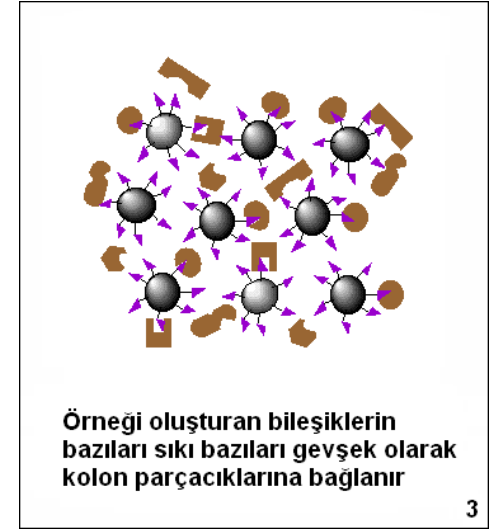 Örneği oluşturan bileşiklerin
bazıları sıkı bazıları gevşek olarak
kolon parçacıklarına bağlanır
3